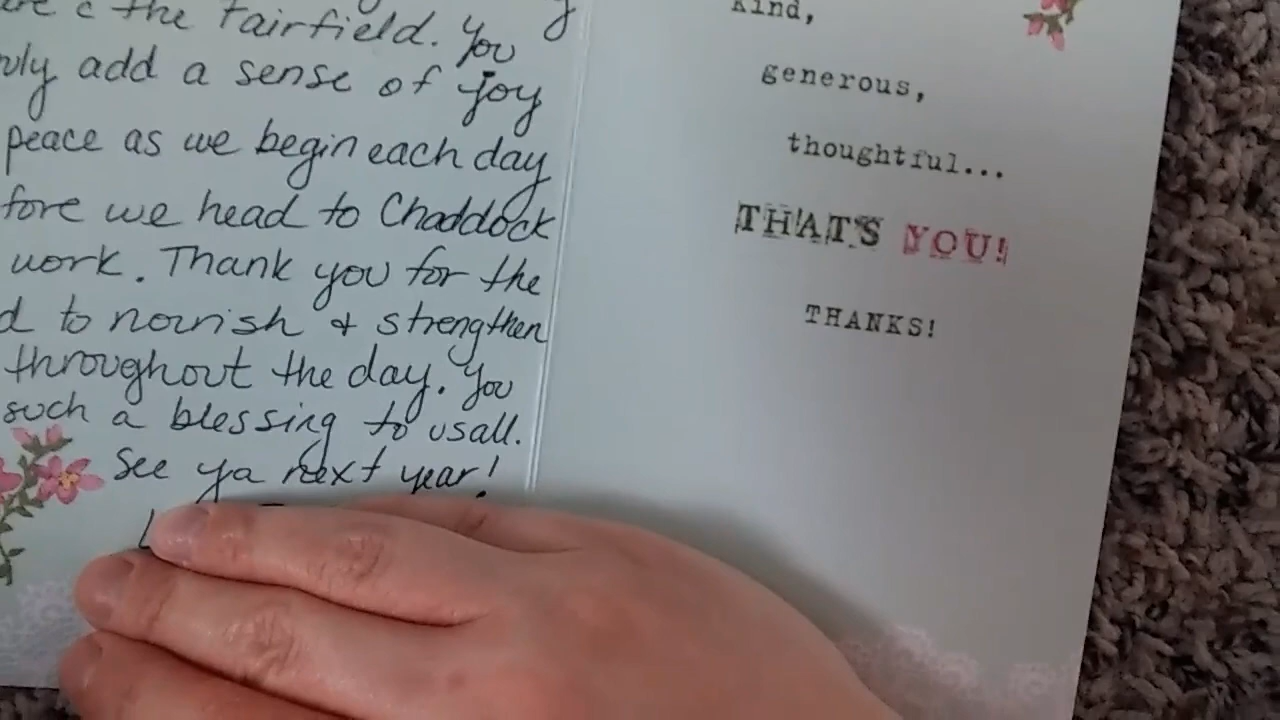 c the Fairfield. You
add a sense of joy
peace as we begin each day
fore we head to Chaddock
work. Thank you for the
d to nourish + strengthen
throughout the day. You
such a blessing to us all.
See ya next year!
kind,
generous,
thoughtful...
THAT'S YOU!
THANKS!